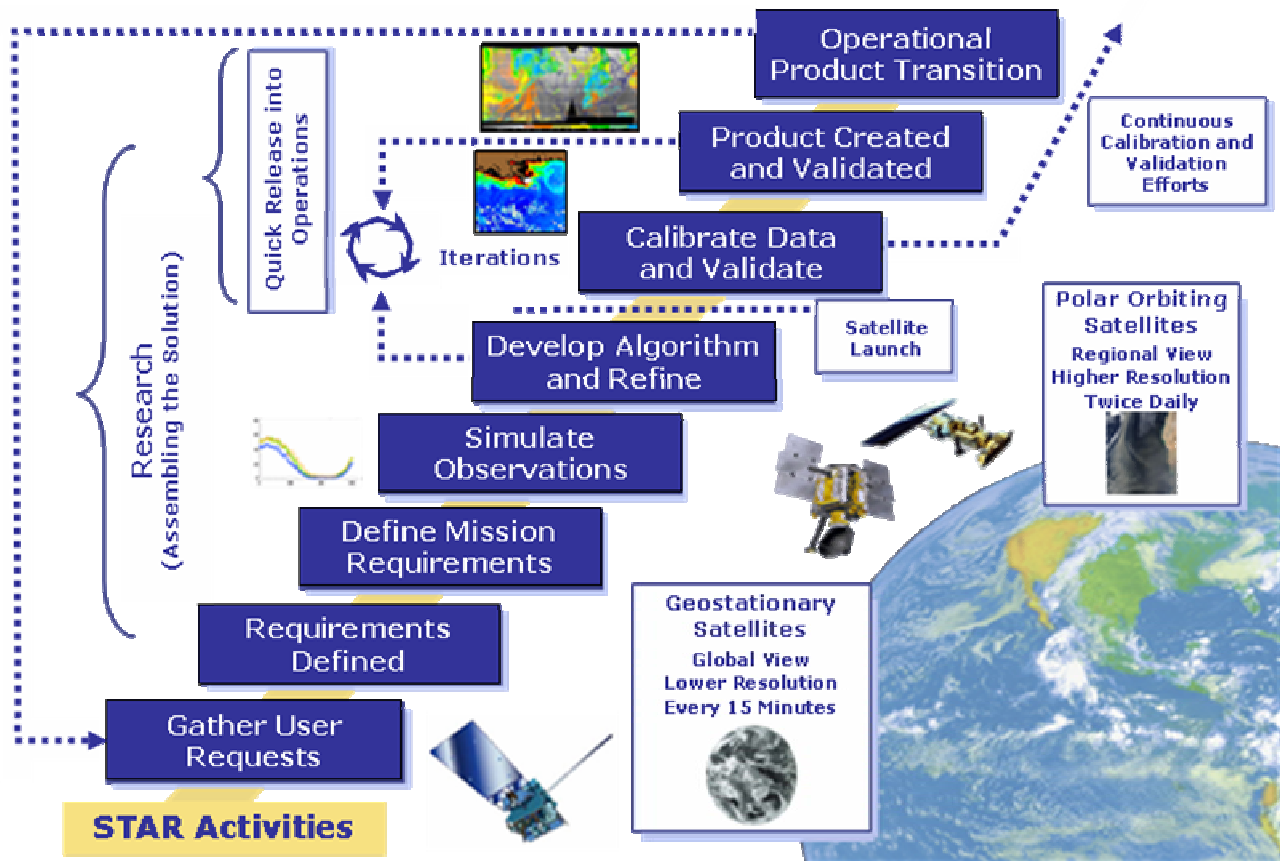 Operational
Product Transition
Product Created
and Validated
Calibrate Data
and Validate
Develop Algorithm
and Refine
Simulate
Observations
Define Mission
Requirements
Requirements
Defined
Gather User
Requests
STAR Activities
Research
(Assembling the Solution)
Quick Release into
Operations
Iterations
Satellite
Launch
Continuous
Calibration and
Validation
Efforts
Polar Orbiting
Satellites
Regional View
Higher Resolution
Twice Daily
Geostationary
Satellites
Global View
Lower Resolution
Every 15 Minutes